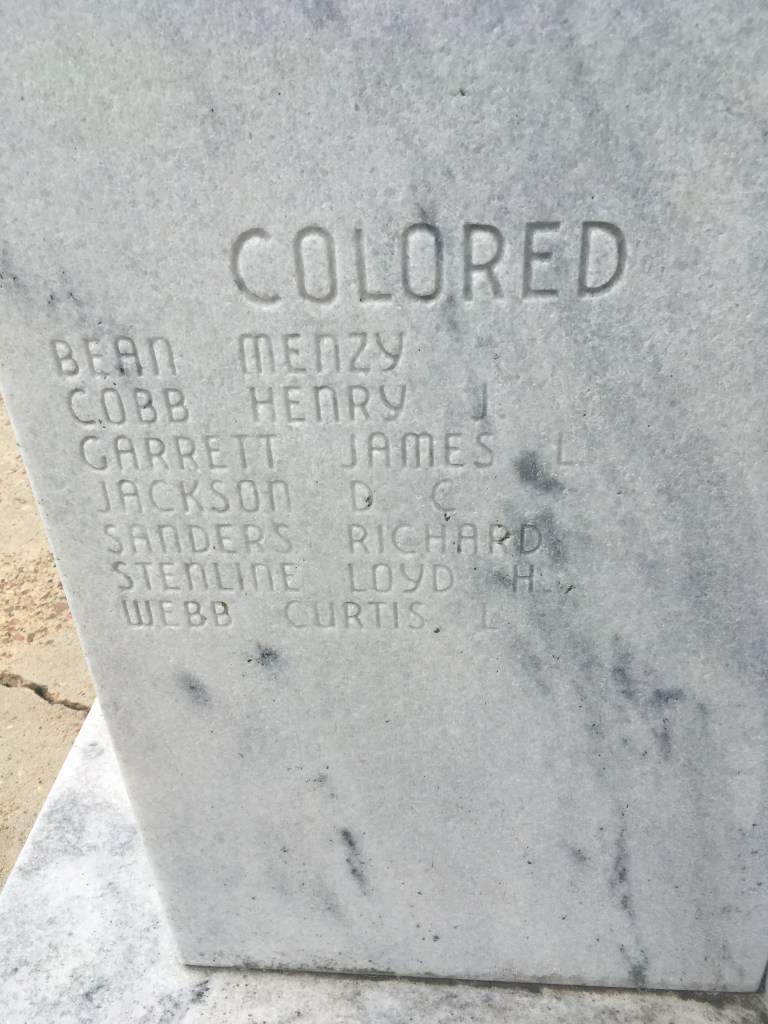 COLORED
BEAN MENZY
COBB HENRY J
GARRETT JAMES L
JACKSON D C
SANDERS RICHARD
STENLINE LOYD H
WEBB CURTIS L